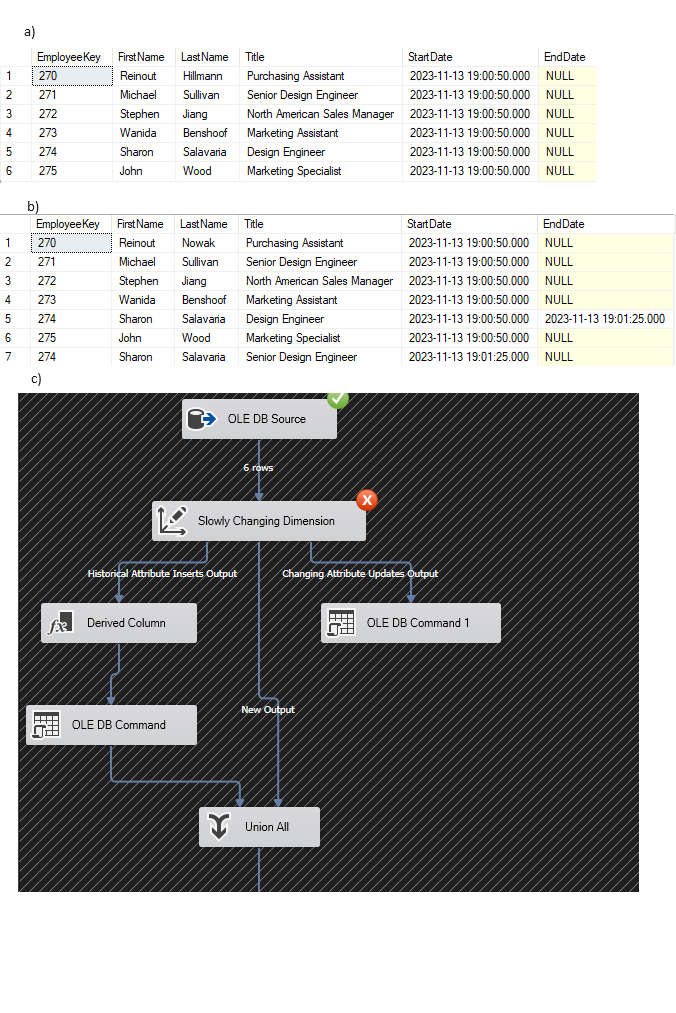 a)
EmployeeKey FirstName LastName Title StartDate EndDate
1 270 Reinout Hillmann Purchasing Assistant 2023-11-13 19:00:50.000 NULL
2 271 Michael Sullivan Senior Design Engineer 2023-11-13 19:00:50.000 NULL
3 272 Stephen Jiang North American Sales Manager 2023-11-13 19:00:50.000 NULL
4 273 Wanida Benshoof Marketing Assistant 2023-11-13 19:00:50.000 NULL
5 274 Sharon Salavaria Design Engineer 2023-11-13 19:00:50.000 NULL
6 275 John Wood Marketing Specialist 2023-11-13 19:00:50.000 NULL
b)
EmployeeKey FirstName LastName Title StartDate EndDate
1 270 Reinout Nowak Purchasing Assistant 2023-11-13 19:00:50.000 NULL
2 271 Michael Sullivan Senior Design Engineer 2023-11-13 19:00:50.000 NULL
3 272 Stephen Jiang North American Sales Manager 2023-11-13 19:00:50.000 NULL
4 273 Wanida Benshoof Marketing Assistant 2023-11-13 19:00:50.000 NULL
5 274 Sharon Salavaria Design Engineer 2023-11-13 19:00:50.000 2023-11-13 19:01:25.000
6 275 John Wood Marketing Specialist 2023-11-13 19:00:50.000 NULL
7 274 Sharon Salavaria Senior Design Engineer 2023-11-13 19:01:25.000 NULL
c)
OLE DB Source
6 rows
Slowly Changing Dimension
Historical Attribute Inserts Output Changing Attribute Updates Output
Derived Column OLE DB Command 1
New Output
OLE DB Command
Union All